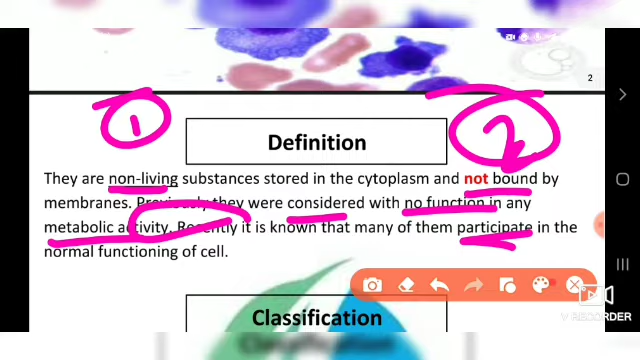 2
1
2
Definition
They are non-living substances stored in the cytoplasm and not bound by
membranes. Previously they were considered with no function in any
metabolic activity. Recently it is known that many of them participate in the
normal functioning of cell.
Classification
V RECORDER